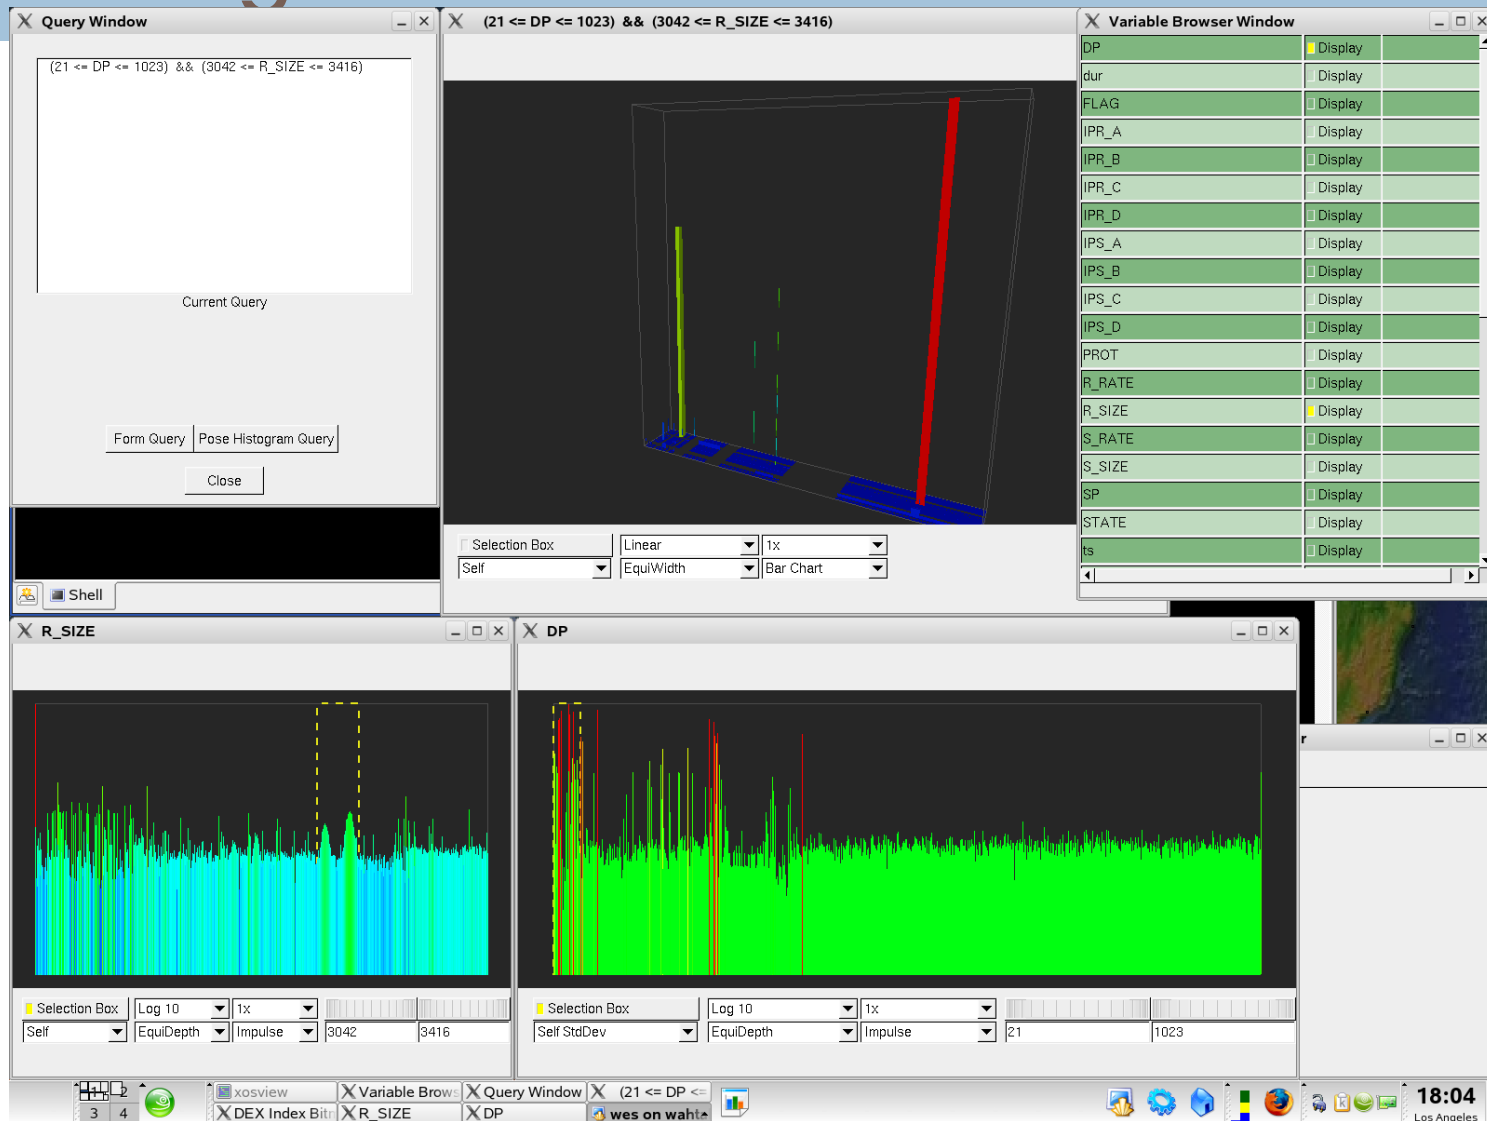 Query Window
(21 <= DP <= 1023) && (3042 <= R_SIZE <= 3416)
Current Query
Form Query
Pose Histogram Query
Close
Shell
(21 <= DP <= 1023) && (3042 <= R_SIZE <= 3416)
Selection Box
Linear
1x
Self
EquiWidth
Bar Chart
Variable Browser Window
DP Display
dur Display
FLAG Display
IPR_A Display
IPR_B Display
IPR_C Display
IPR_D Display
IPS_A Display
IPS_B Display
IPS_C Display
IPS_D Display
PROT Display
R_RATE Display
R_SIZE Display
S_RATE Display
S_SIZE Display
SP Display
STATE Display
ts Display
R_SIZE
Selection Box
Log 10
1x
Self
EquiDepth
Impulse
3042
3416
DP
Selection Box
Log 10
1x
Self StdDev
EquiDepth
Impulse
21
1023
r
1 2
3 4
xosview
Variable Brows
Query Window
(21 <= DP <=
DEX Index Bitn
R_SIZE
DP
wes on waht
18:04
Los Angeles